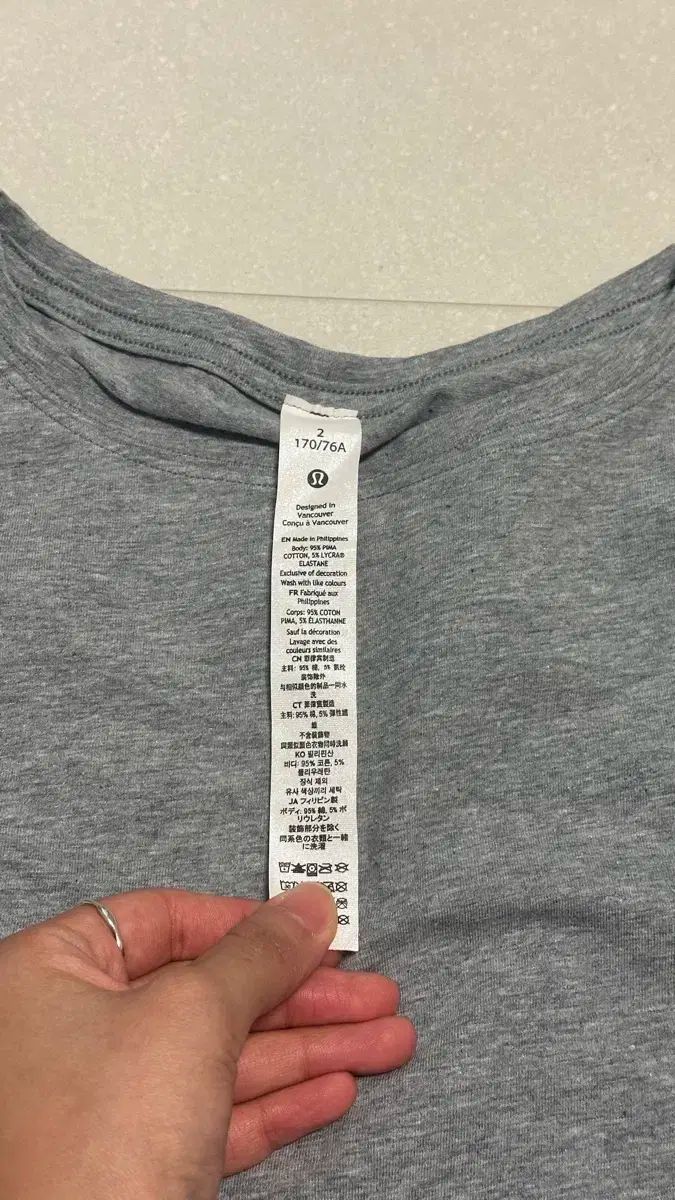 2
170/76A
Designed in
Vancouver
Conçu à Vancouver
EN Made in Philippines
Body: 95% PIMA
COTTON, 5% LYCRA®
ELASTANE
Exclusive of decoration
Wash with like colours
FR Fabriqué aux
Philippines
Corps: 95% COTON
PIMA, 5% ÉLASTHANNE
Sauf la décoration
Lavage avec des
couleurs similaires
CN 菲律宾制造
主料: 95% 棉, 5% 氨纶
装饰除外
与相似颜色的制品一同水
洗
CT 菲律賓製造
主料: 95% 棉, 5% 彈性纖
維
不含裝飾物
與類似顏色衣物同時洗滌
KO 필리핀산
바디: 95% 코튼, 5%
폴리우레탄
장식 제외
유사 색상끼리 세탁
JA フィリピン製
ボディ: 95% 綿, 5% ポ
リウレタン
装飾部分を除く
同系色の衣類と一緒
に洗濯